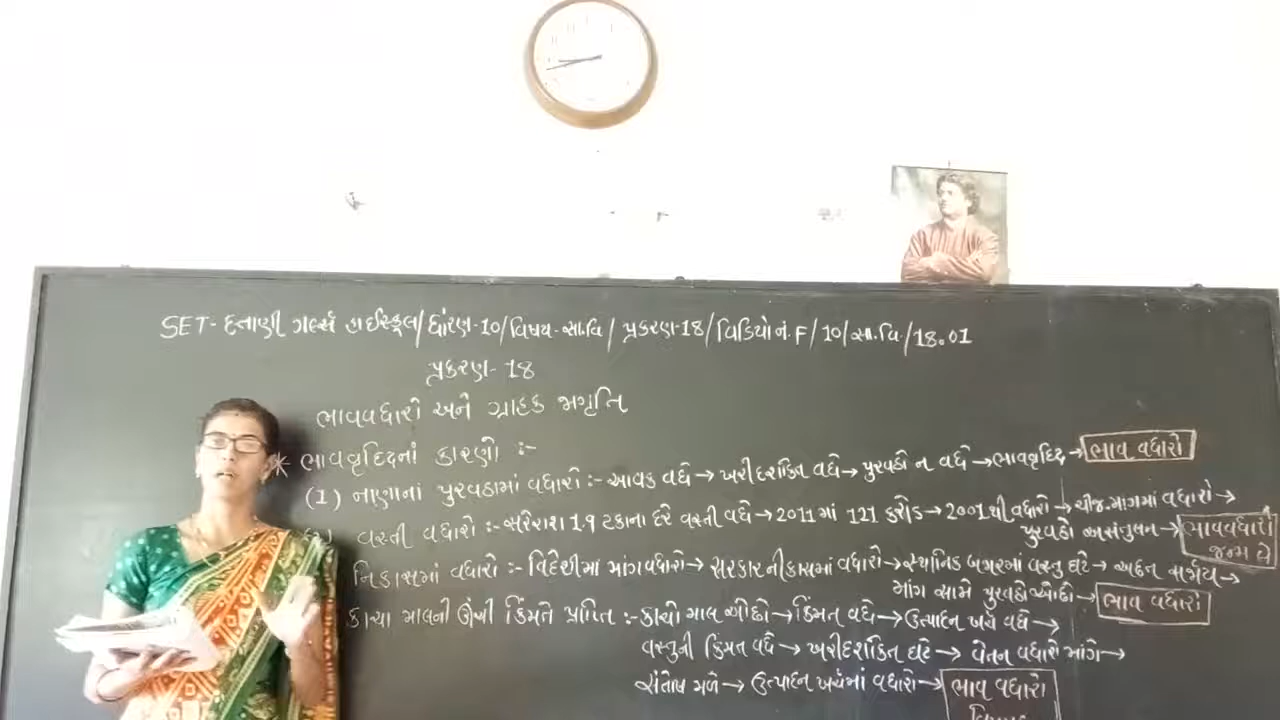 SET- દનાણી ગર્લ્સ હાઈસ્કૂલ/ ધોરણ-10/વિષય-સા.વિ/ પ્રકરણ-18/વિડિયો નં.F/10/સા.વિ./18.01
પ્રકરણ- 18
ભાવવધારો અને ગ્રાહક જાગૃતિ
* ભાવવૃદ્ધિનાં કારણો :-
(1) નાણાનાં પુરવઠામાં વધારો :- આવક વધે → ખરીદશક્તિ વધે → પુરવઠો ન વધે → ભાવવૃદ્ધિ → ભાવ વધારો
વસ્તી વધારો :- સરેરાશ 1.9 ટકાના દરે વસ્તી વધે → 2011 માં 121 કરોડ → 2001થી વધારો → ચીજ.માંગમાં વધારો →
પુરવઠો અસંતુલન → ભાવવધારો જન્મ લે
નિકાસમાં વધારો :- વિદેશીમાં માંગ વધારો → સરકાર નીકાસમાં વધારો → સ્થાનિક બજારમાં વસ્તુ ઘટે → અછત સર્જાય →
માંગ સામે પુરવઠો ઓછો → ભાવ વધારો
કાચા માલની ઊંચી કિંમતે પ્રાપ્તિ :- કાચો માલ ઓછો → કિંમત વધે → ઉત્પાદન ખર્ચ વધે →
વસ્તુની કિંમત વધે → ખરીદશક્તિ ઘટે → વેતન વધારો માંગે →
સંતોષ મળે → ઉત્પાદન ખર્ચમાં વધારો → ભાવ વધારો